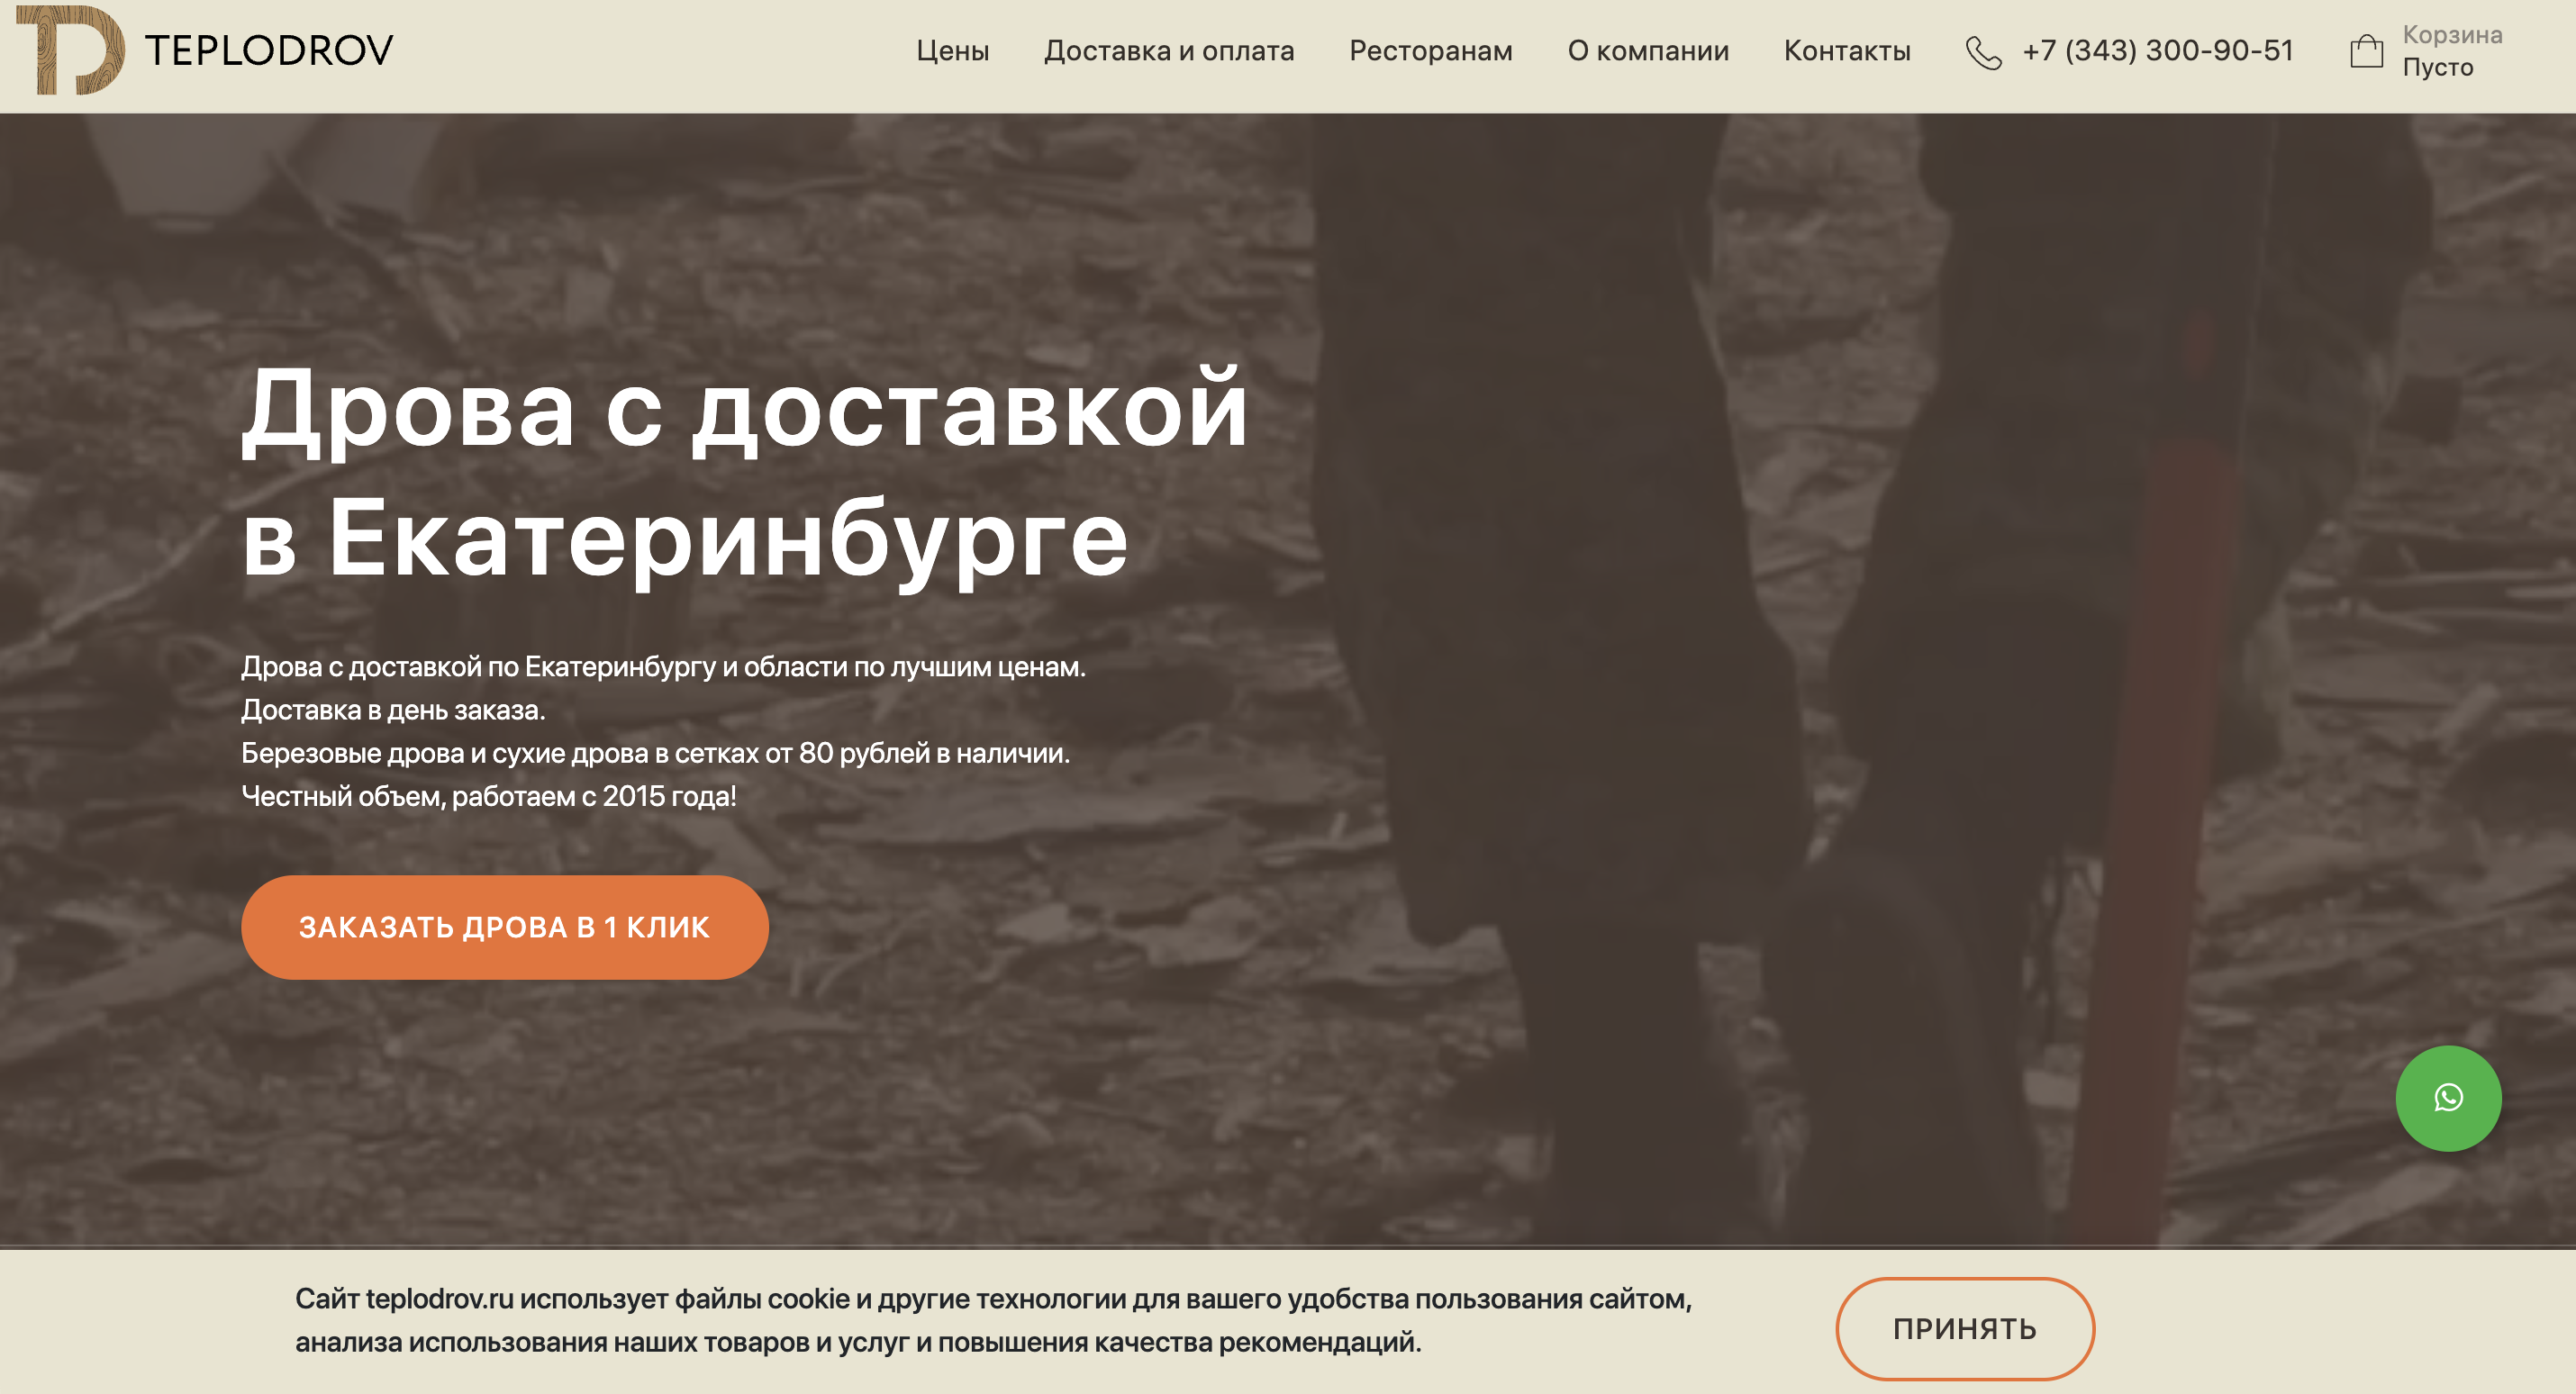 TEPLODROV
Цены
Доставка и оплата
Ресторанам
О компании
Контакты
+7 (343) 300-90-51
Корзина
Пусто
Дрова с доставкой
в Екатеринбурге
Дрова с доставкой по Екатеринбургу и области по лучшим ценам.
Доставка в день заказа.
Березовые дрова и сухие дрова в сетках от 80 рублей в наличии.
Честный объем, работаем с 2015 года!
ЗАКАЗАТЬ ДРОВА В 1 КЛИК
Сайт teplodrov.ru использует файлы cookie и другие технологии для вашего удобства пользования сайтом,
анализа использования наших товаров и услуг и повышения качества рекомендаций.
ПРИНЯТЬ